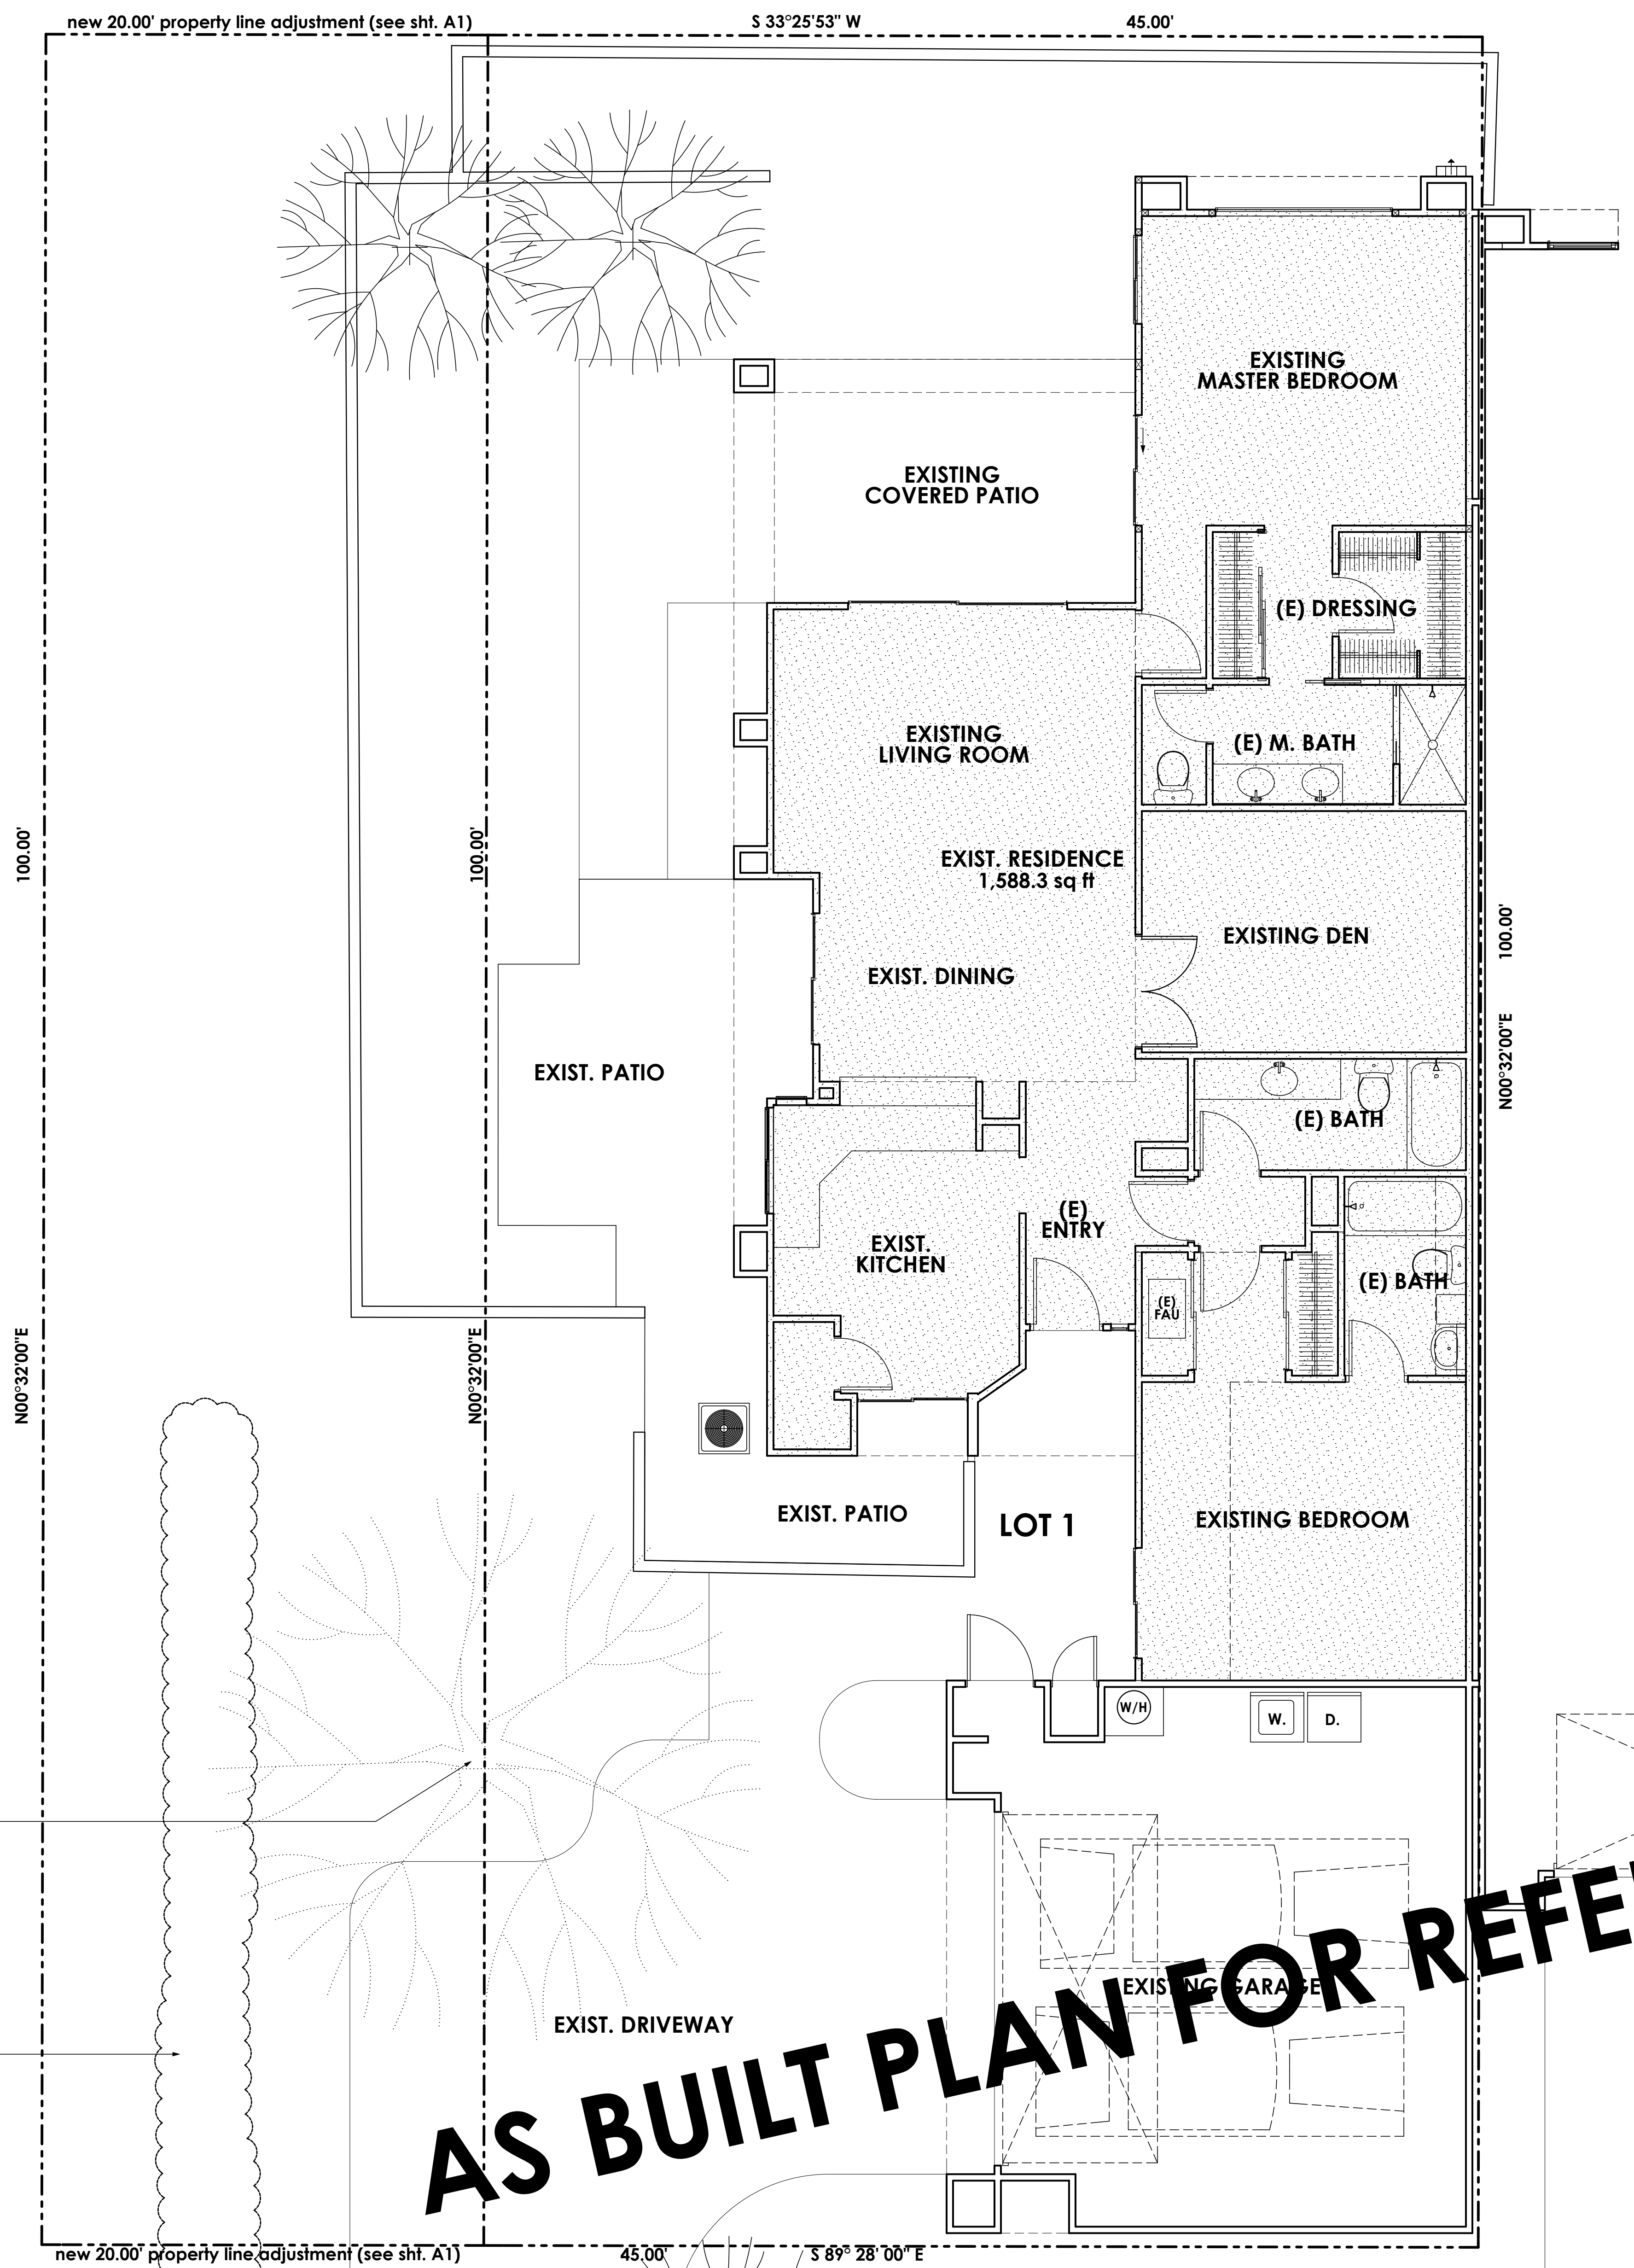 new 20.00' property line adjustment (see sht. A1)
S 33°25'53" W
45.00'
EXISTING
MASTER BEDROOM
EXISTING
COVERED PATIO
(E) DRESSING
EXISTING
LIVING ROOM
(E) M. BATH
100.00'
100.00'
EXIST. RESIDENCE
1,588.3 sq ft
100.00'
EXISTING DEN
EXIST. DINING
EXIST. PATIO
N00°32'00"E
(E) BATH
(E)
ENTRY
EXIST.
KITCHEN
(E) BATH
(E)
FAU
N00°32'00"E
N00°32'00"E
EXIST. PATIO
LOT 1
EXISTING BEDROOM
W/H
W.
D.
EXISTING GARAGE
EXIST. DRIVEWAY
AS BUILT PLAN FOR REFE
new 20.00' property line adjustment (see sht. A1)
45.00'
S 89° 28' 00" E